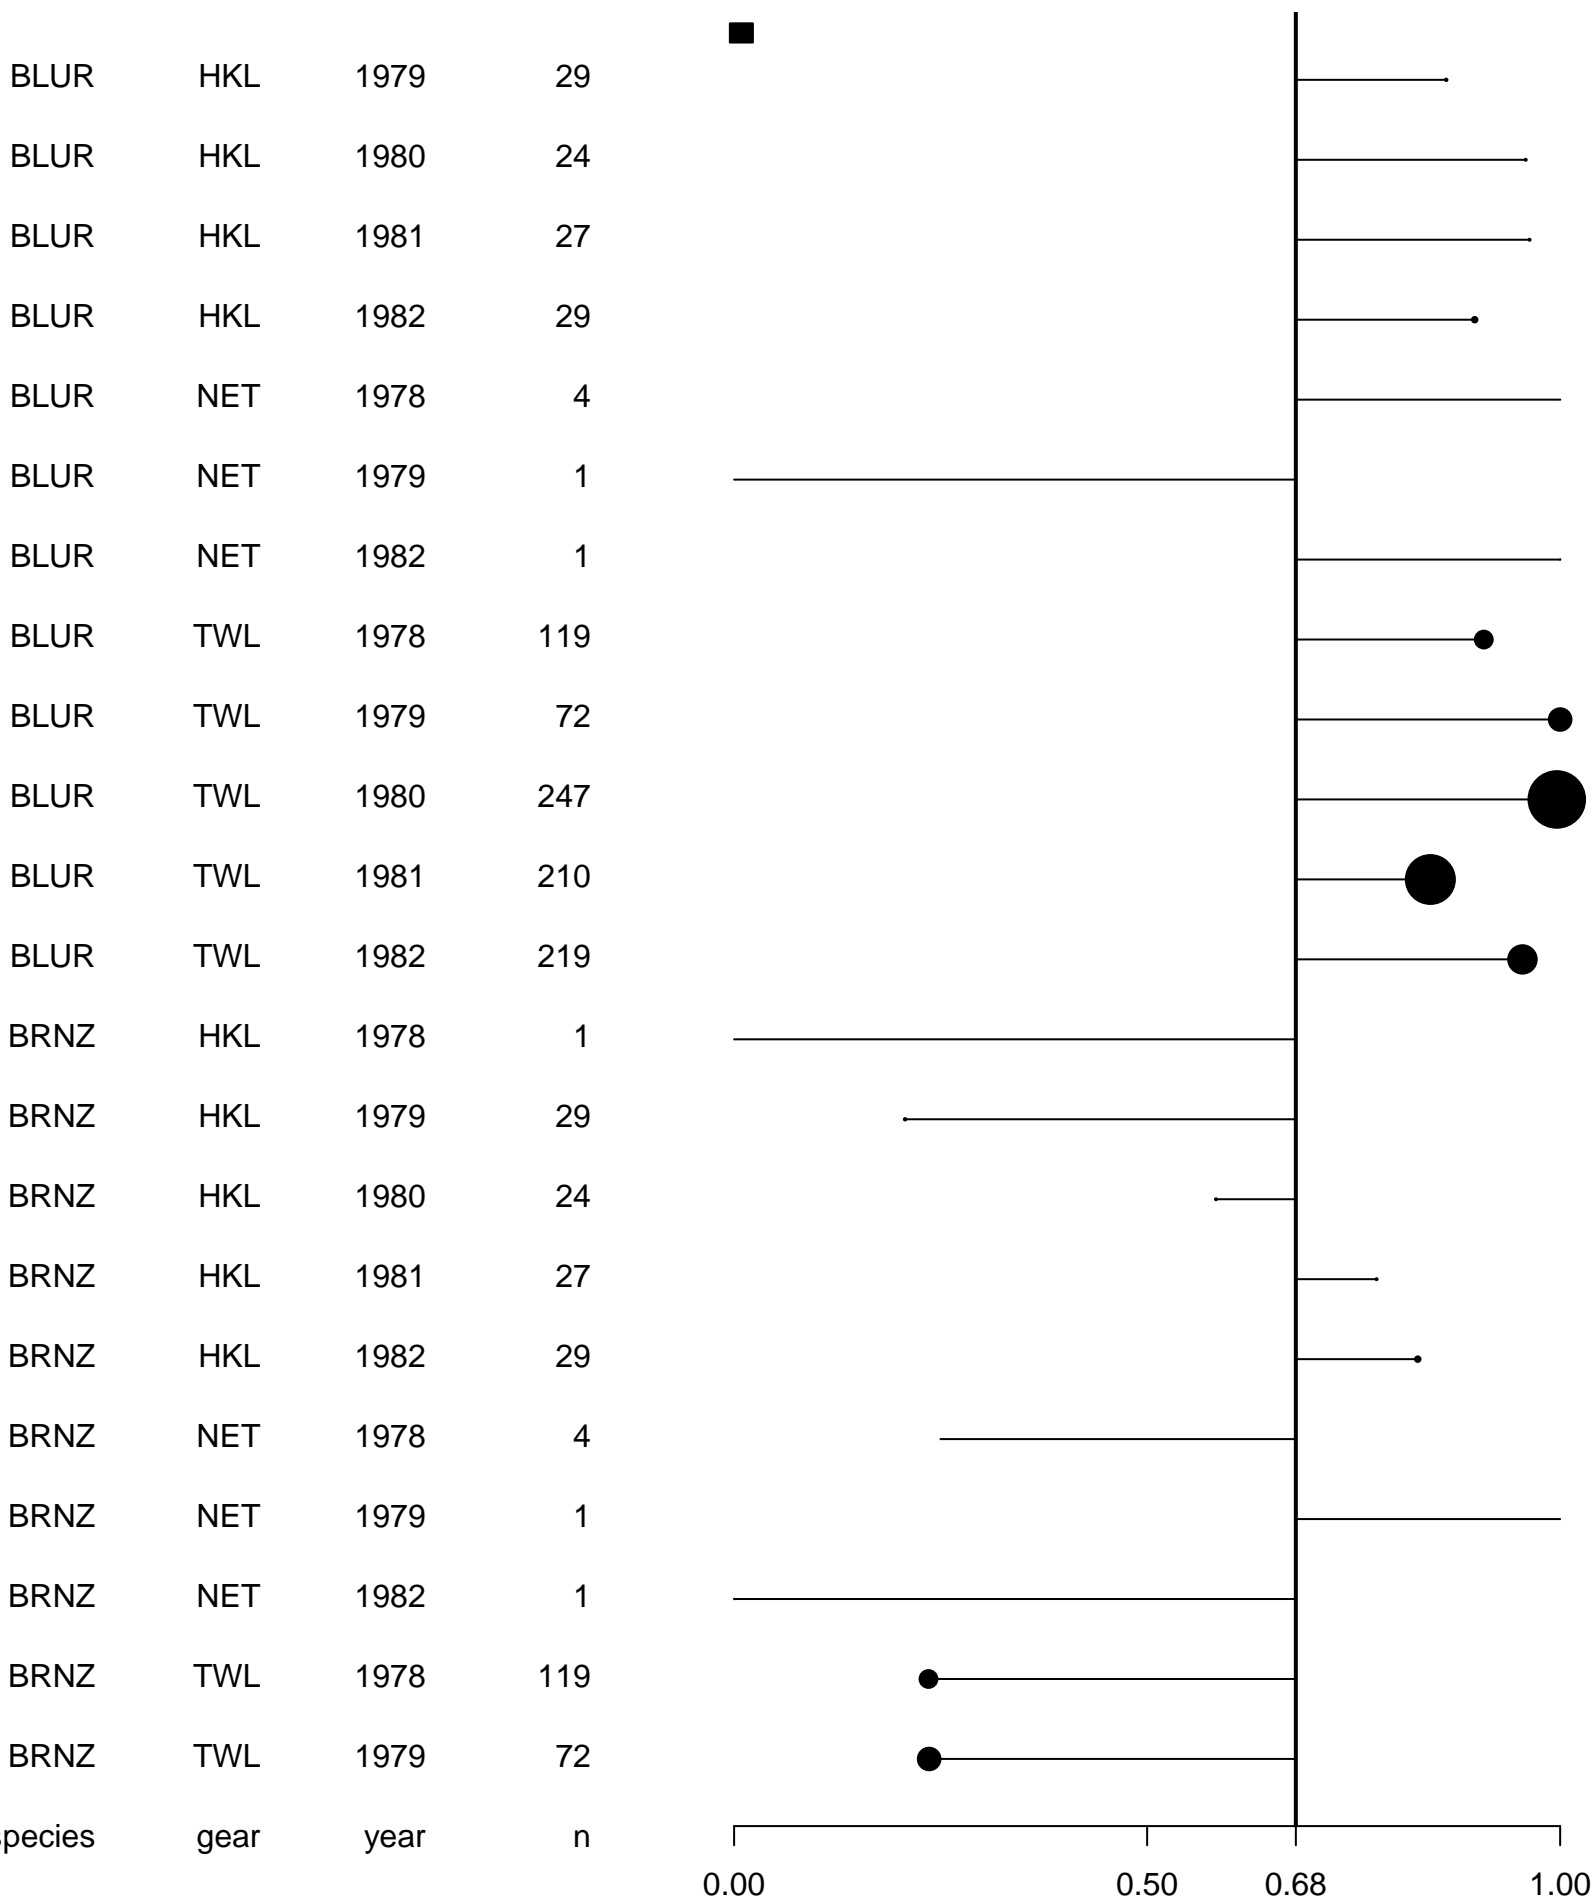 BLUR HKL 1979 29
BLUR HKL 1980 24
BLUR HKL 1981 27
BLUR HKL 1982 29
BLUR NET 1978 4
BLUR NET 1979 1
BLUR NET 1982 1
BLUR TWL 1978 119
BLUR TWL 1979 72
BLUR TWL 1980 247
BLUR TWL 1981 210
BLUR TWL 1982 219
BRNZ HKL 1978 1
BRNZ HKL 1979 29
BRNZ HKL 1980 24
BRNZ HKL 1981 27
BRNZ HKL 1982 29
BRNZ NET 1978 4
BRNZ NET 1979 1
BRNZ NET 1982 1
BRNZ TWL 1978 119
BRNZ TWL 1979 72
pecies gear year n
0.00 0.50 0.68 1.00